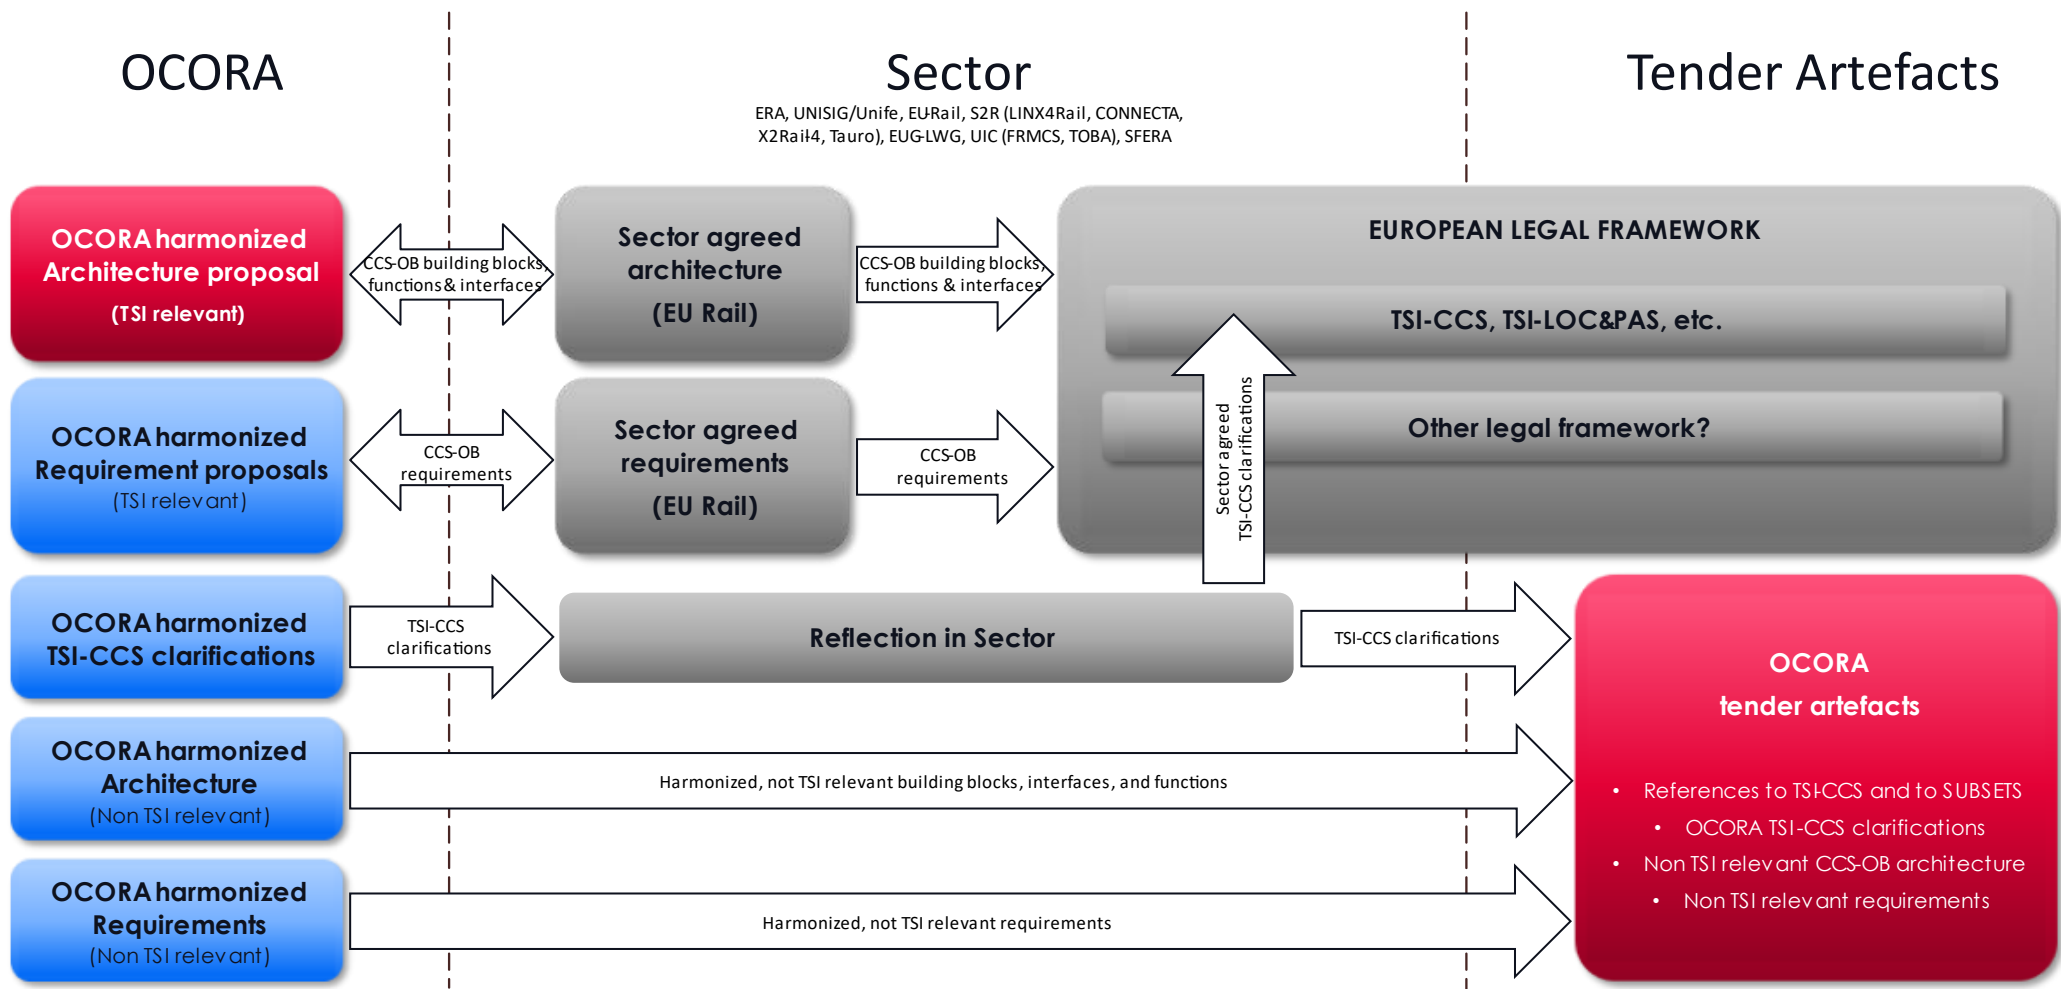 OCORA
Sector
Tender Artefacts
ERA, UNISIG/Unife, EU-Rail, S2R (LINX4Rail, CONNECTA,
X2Rail-4, Tauro), EUG-LWG, UIC (FRMCS, TOBA), SFERA
OCORA harmonized
Architecture proposal
(TSI relevant)
CCS-OB building blocks,
functions & interfaces
Sector agreed
architecture
(EU Rail)
CCS-OB building blocks,
functions & interfaces
EUROPEAN LEGAL FRAMEWORK
TSI-CCS, TSI-LOC&PAS, etc.
Other legal framework?
Sector agreed
TSI-CCS clarifications
OCORA harmonized
Requirement proposals
(TSI relevant)
CCS-OB
requirements
Sector agreed
requirements
(EU Rail)
CCS-OB
requirements
OCORA harmonized
TSI-CCS clarifications
TSI-CCS
clarifications
Reflection in Sector
TSI-CCS clarifications
OCORA harmonized
Architecture
(Non TSI relevant)
Harmonized, not TSI relevant building blocks, interfaces, and functions
OCORA harmonized
Requirements
(Non TSI relevant)
Harmonized, not TSI relevant requirements
OCORA
tender artefacts
• References to TSI-CCS and to SUBSETS
• OCORA TSI-CCS clarifications
• Non TSI relevant CCS-OB architecture
• Non TSI relevant requirements